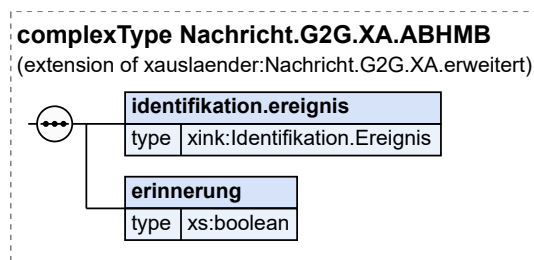 complexType Nachricht.G2G.XA.ABHMB
(extension of xauslaender:Nachricht.G2G.XA.erweitert)
identifikation.ereignis
type xink:Identifikation.Ereignis
erinnerung
type xs:boolean